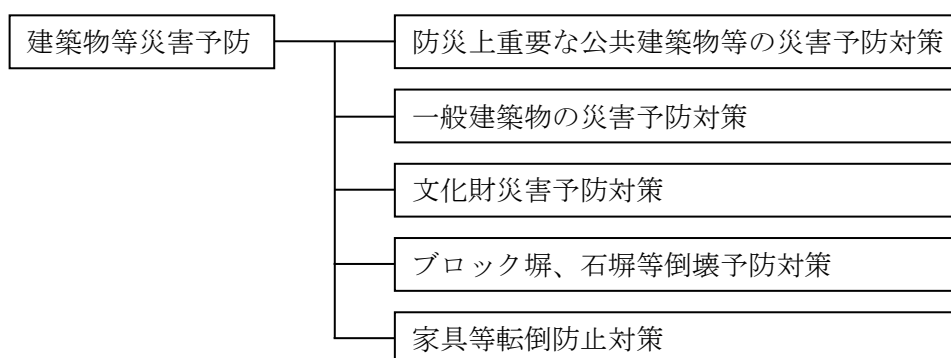 建築物等災害予防
防災上重要な公共建築物等の災害予防対策
一般建築物の災害予防対策
文化財災害予防対策
ブロック塀、石塀等倒壊予防対策
家具等転倒防止対策